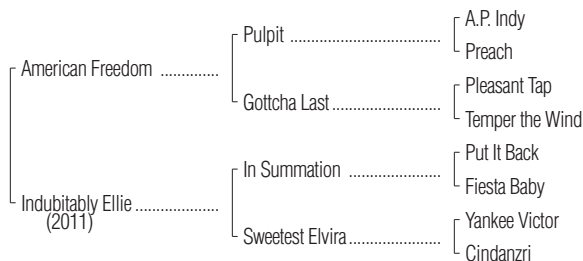 A.P. Indy
Pulpit ........................................
Preach
American Freedom ..............
Pleasant Tap
Gottcha Last ............................
Temper the Wind
Put It Back
In Summation ............................
Fiesta Baby
Indubitably Ellie ....................
(2011)
Yankee Victor
Sweetest Elvira ........................
Cindanzri